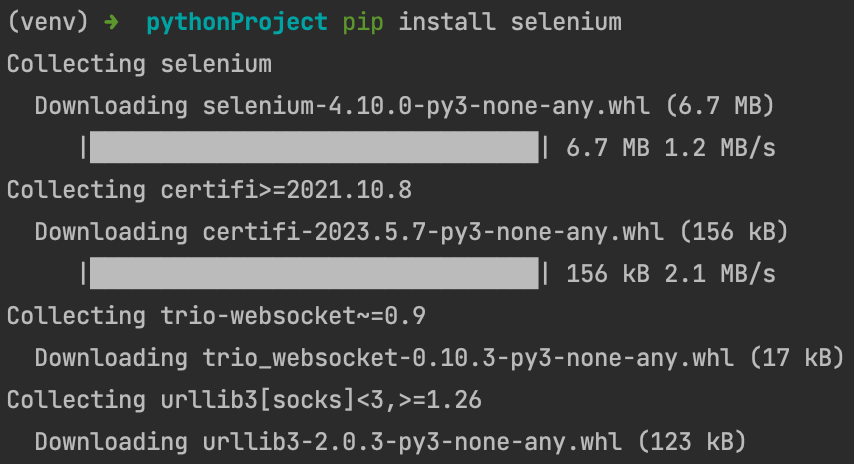 (venv) ➜ pythonProject pip install selenium
Collecting selenium
Downloading selenium-4.10.0-py3-none-any.whl (6.7 MB)
| | 6.7 MB 1.2 MB/s
Collecting certifi>=2021.10.8
Downloading certifi-2023.5.7-py3-none-any.whl (156 kB)
| | 156 kB 2.1 MB/s
Collecting trio-websocket~=0.9
Downloading trio_websocket-0.10.3-py3-none-any.whl (17 kB)
Collecting urllib3[socks]<3,>=1.26
Downloading urllib3-2.0.3-py3-none-any.whl (123 kB)